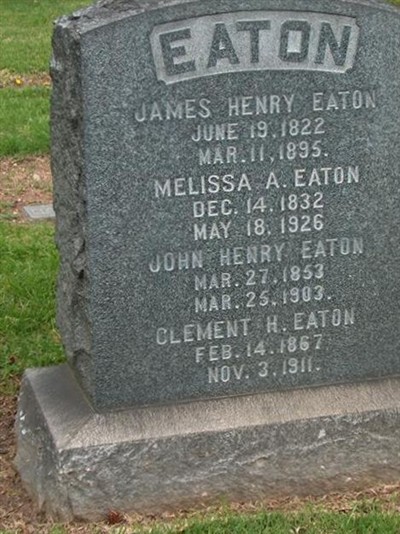 EATON
JAMES HENRY EATON
JUNE 19, 1822
MAR. 11, 1895.
MELISSA A. EATON
DEC. 14, 1832
MAY 18, 1926
JOHN HENRY EATON
MAR. 27, 1853
MAR. 25, 1903.
CLEMENT H. EATON
FEB. 14, 1867
NOV. 3, 1911.